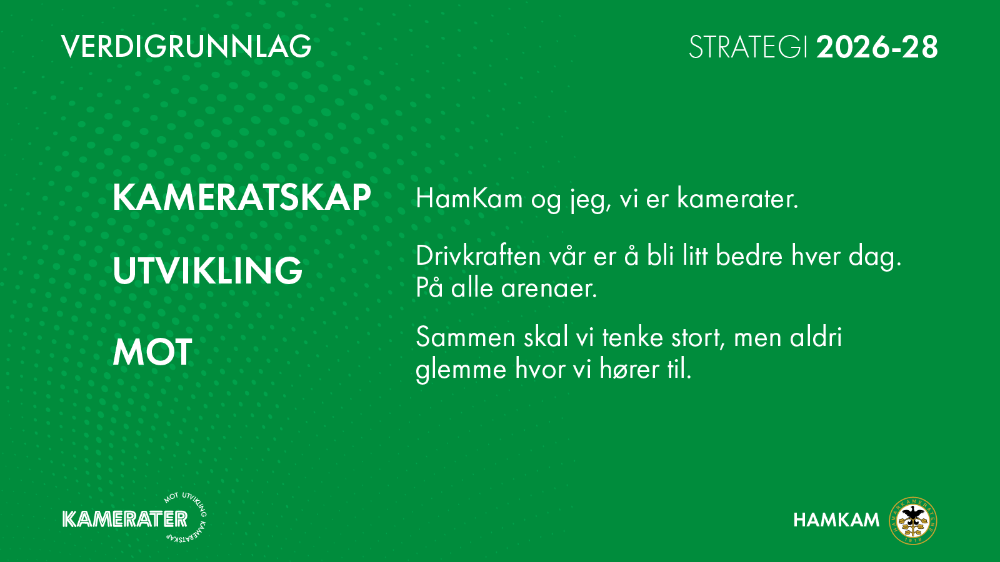 VERDIGRUNNLAG
STRATEGI 2026-28
KAMERATSKAP
HamKam og jeg, vi er kamerater.
UTVIKLING
Drivkraften vår er å bli litt bedre hver dag.
På alle arenaer.
MOT
Sammen skal vi tenke stort, men aldri
glemme hvor vi hører til.
KAMERATER
MOT UTVIKLING KAMERATSKAP
HAMKAM
HAMARKAMERATENE
1918